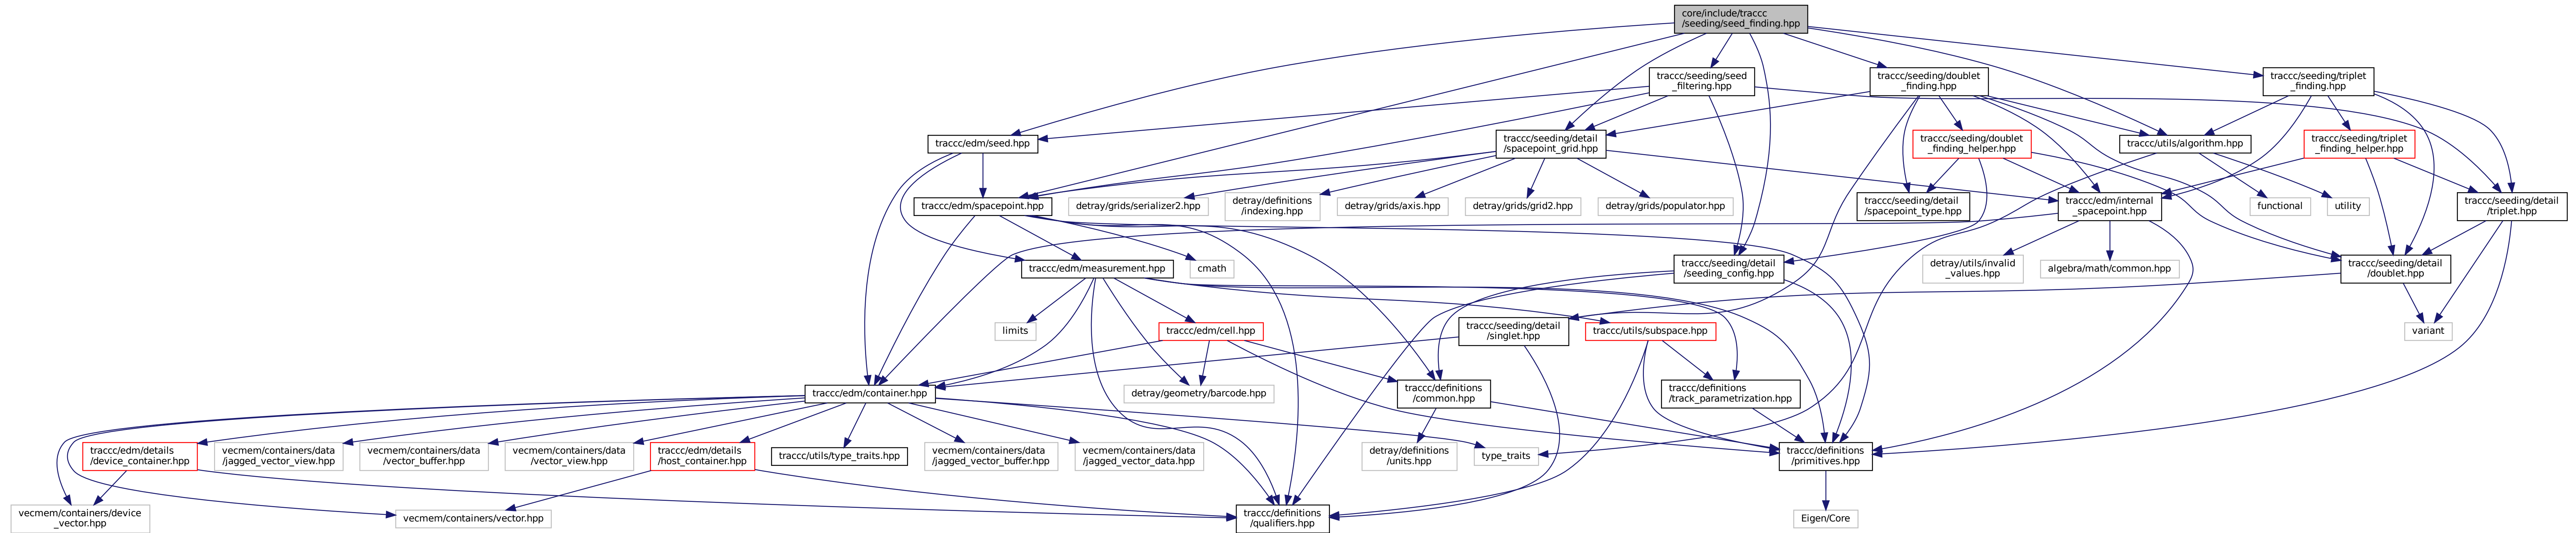 core/include/traccc
/seeding/seed_finding.hpp
traccc/seeding/seed
_filtering.hpp
traccc/seeding/doublet
_finding.hpp
traccc/seeding/triplet
_finding.hpp
traccc/edm/seed.hpp
traccc/seeding/detail
/spacepoint_grid.hpp
traccc/seeding/doublet
_finding_helper.hpp
traccc/utils/algorithm.hpp
traccc/seeding/triplet
_finding_helper.hpp
traccc/edm/spacepoint.hpp
detray/grids/serializer2.hpp
detray/definitions
/indexing.hpp
detray/grids/axis.hpp
detray/grids/grid2.hpp
detray/grids/populator.hpp
traccc/seeding/detail
/spacepoint_type.hpp
traccc/edm/internal
_spacepoint.hpp
functional
utility
traccc/seeding/detail
/triplet.hpp
traccc/edm/measurement.hpp
cmath
traccc/seeding/detail
/seeding_config.hpp
detray/utils/invalid
_values.hpp
algebra/math/common.hpp
traccc/seeding/detail
/doublet.hpp
limits
traccc/edm/cell.hpp
traccc/seeding/detail
/singlet.hpp
traccc/utils/subspace.hpp
variant
traccc/edm/container.hpp
detray/geometry/barcode.hpp
traccc/definitions
/common.hpp
traccc/definitions
/track_parametrization.hpp
traccc/edm/details
/device_container.hpp
vecmem/containers/data
/jagged_vector_view.hpp
vecmem/containers/data
/vector_buffer.hpp
vecmem/containers/data
/vector_view.hpp
traccc/edm/details
/host_container.hpp
traccc/utils/type_traits.hpp
vecmem/containers/data
/jagged_vector_buffer.hpp
vecmem/containers/data
/jagged_vector_data.hpp
detray/definitions
/units.hpp
type_traits
traccc/definitions
/primitives.hpp
vecmem/containers/device
_vector.hpp
vecmem/containers/vector.hpp
traccc/definitions
/qualifiers.hpp
Eigen/Core